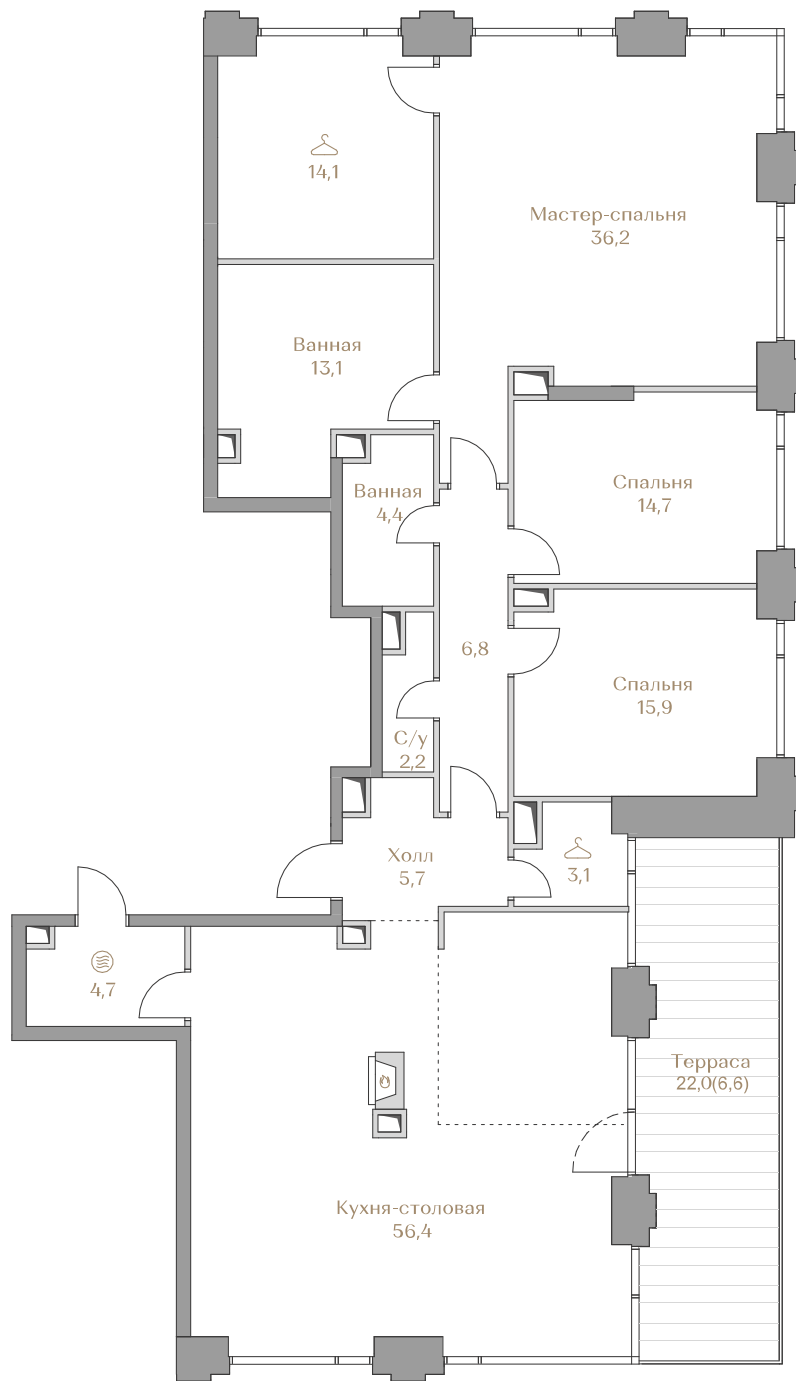 14,1
Мастер-спальня
36,2
Ванная
13,1
Спальня
14,7
Ванная
4,4
6,8
Спальня
15,9
С/у
2,2
Холл
5,7
3,1
4,7
Терраса
22,0(6,6)
Кухня-столовая
56,4